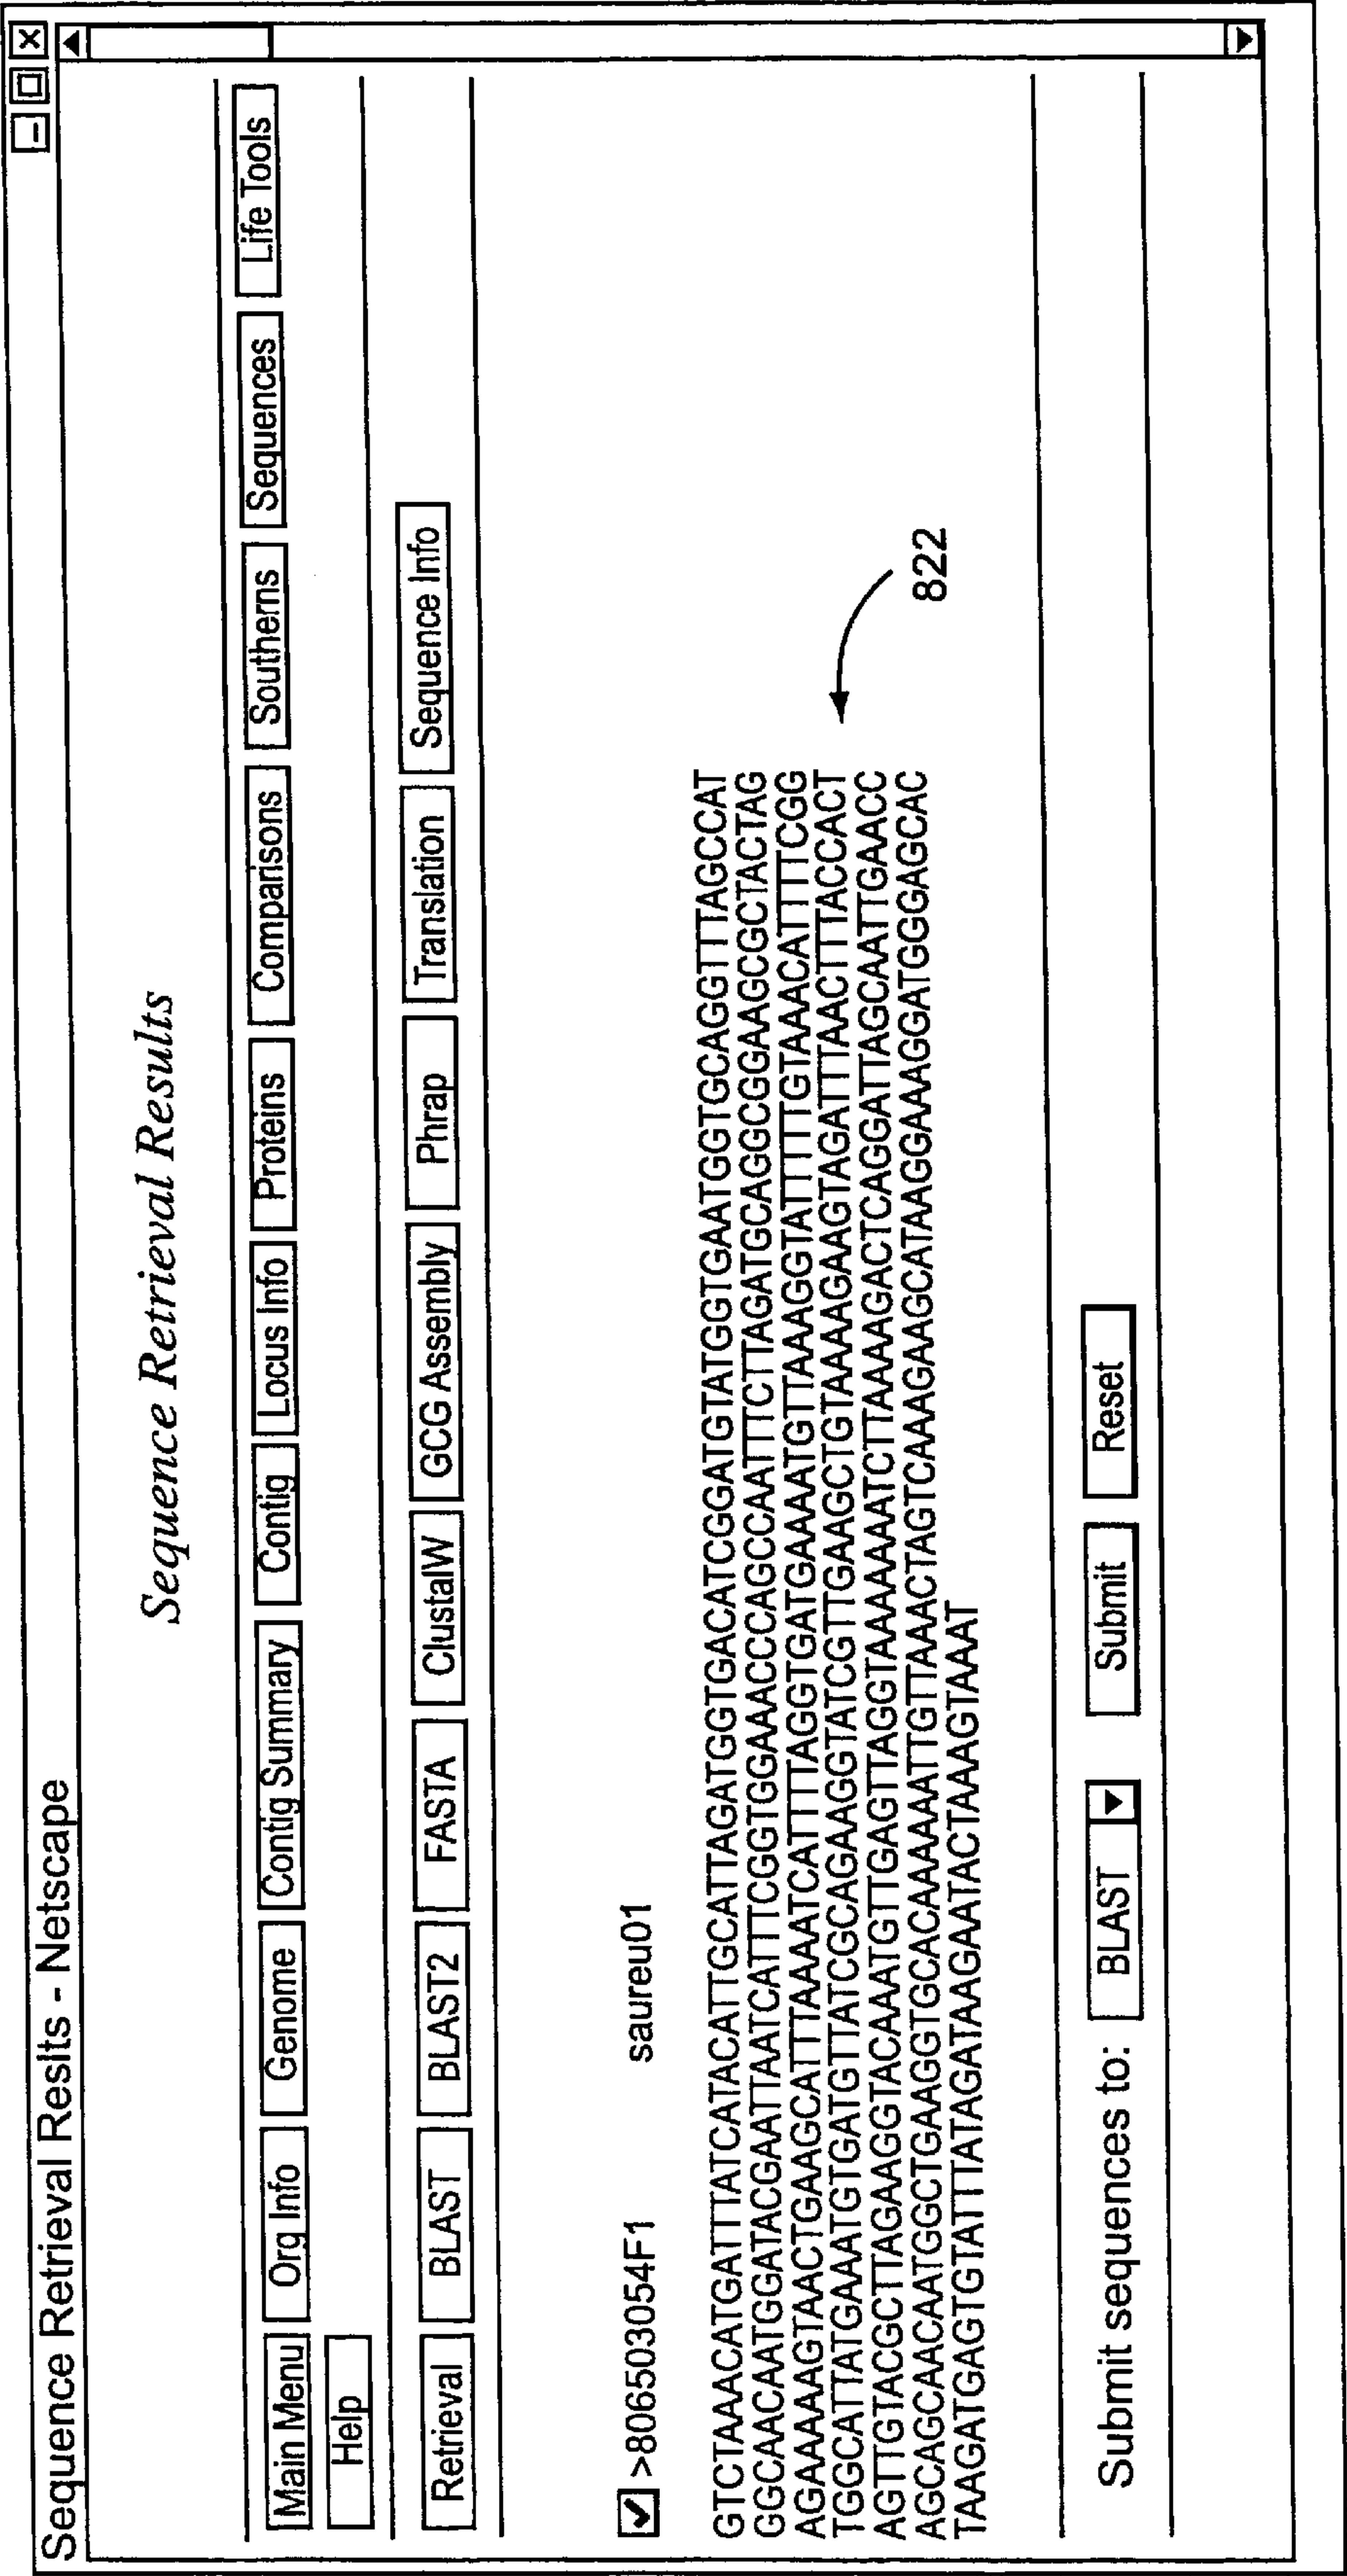 Sequence Retrieval Reslts - Netscape
Sequence Retrieval Results
Main Menu Org Info Genome Contig Summary Contig Locus Info Proteins Comparisons Southerns Sequences Life Tools
Help
Retrieval BLAST BLAST2 FASTA ClustalW GCG Assembly Phrap Translation Sequence Info
>806503054F1 saureu01
GTCTAAACATGATTTATCATACATTGCATTAGATGGTGACATCGGATGTATGGTGAATGGTGCAGGTTTAGCCAT
GGCAACAATGGATACGAATTAATCATTTCGGTGGAACCCAGCCAATTTCTTAGATGCAGGCGGAAGCGCTACTAG
AGAAAAGTAACTGAAGCATTTAAAATCATTTTAGGTGATGAAAATGTTAAAGGTATTTTTGTAAACATTTTCGG
TGGCATTATGAAATGTGATGTTATCGCAGAAGGTATCGTTGAAGCTGTAAAAGAAGTAGATTTAACTTTACCACT
AGTTGTACGCTTAGAAGGTACAAATGTTGAGTTAGGTAAAAAAATCTTAAAAGACTCAGGATTAGCAATTGAACC
AGCAGCAACAATGGCTGAAGGTGCACAAAAAATTGTTAAACTAGTCAAAGAAGCATAAGGAAAGGATGGGAGCAC
TAAGATGAGTGTATTTATAGATAAGAATACTAAAGTAAAT
822
Submit sequences to: BLAST Submit Reset